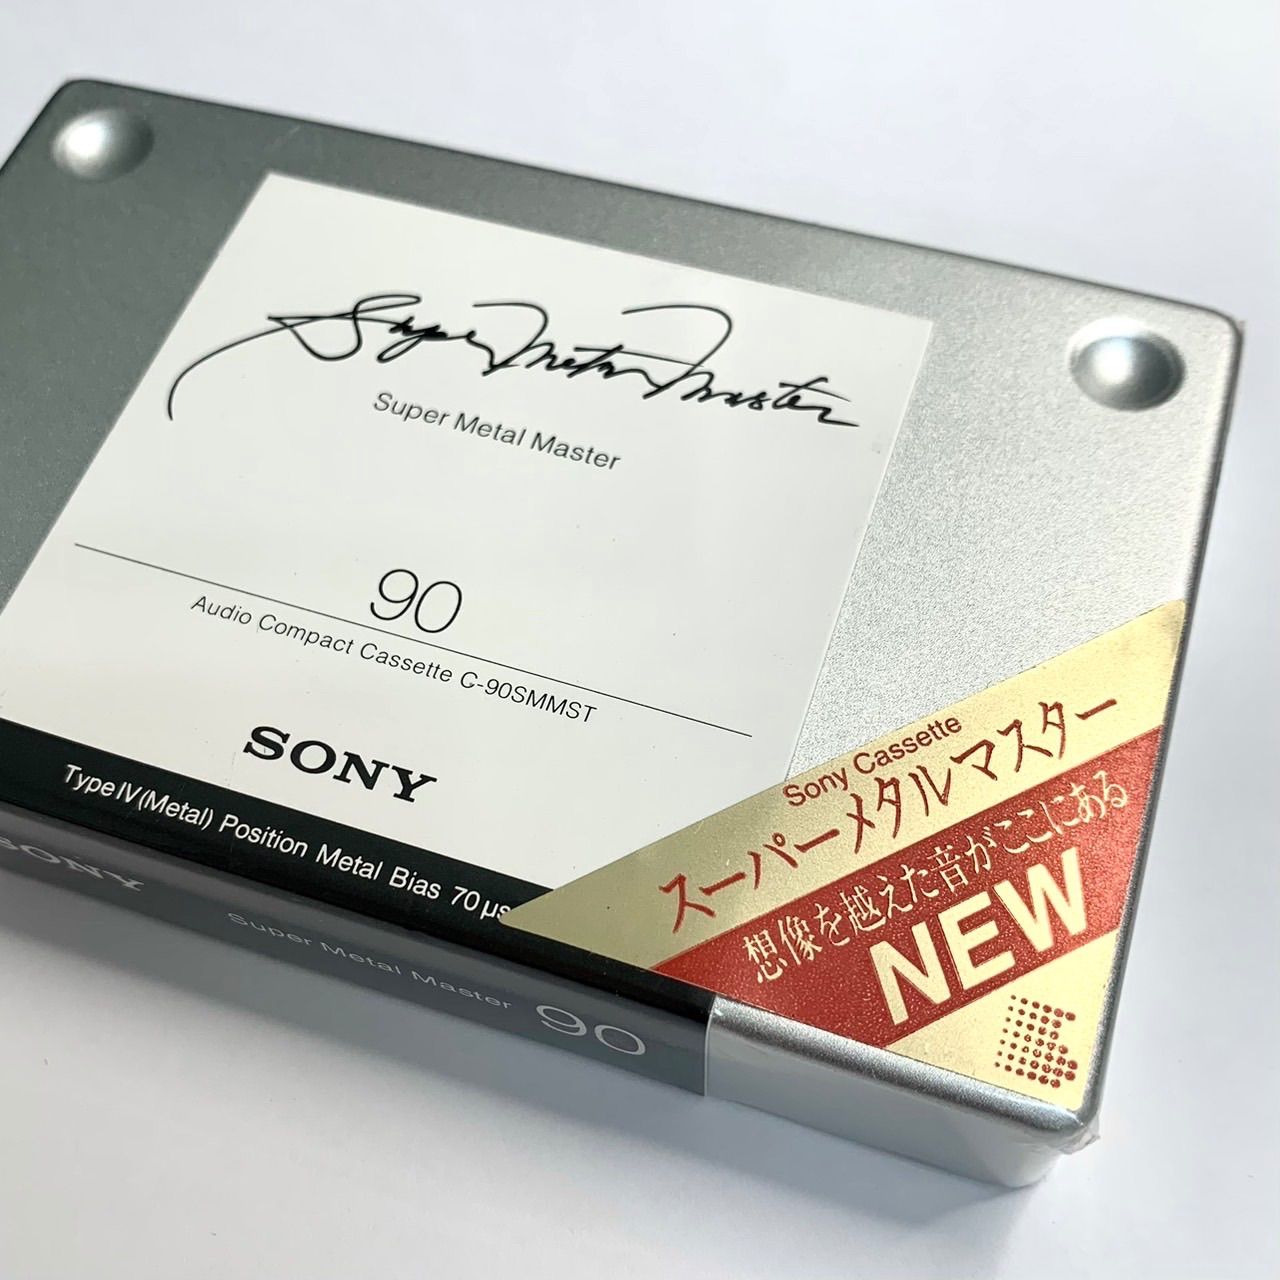 Super Metal Master
Super Metal Master
90
Audio Compact Cassette C-90SMMST
SONY
Type IV (Metal) Position Metal Bias 70μs
SONY
Super Metal Master 90
Sony Cassette
スーパーメタルマスター
想像を越えた音がここにある
NEW